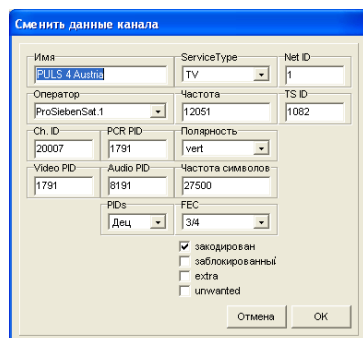 Сменить данные канала
Имя ServiceType Net ID
PULS 4 Austria TV 1
Оператор Частота TS ID
ProSiebenSat.1 12051 1082
Ch. ID PCR PID Полярность
20007 1791 vert
Video PID Audio PID Частота символов
1791 8191 27500
PIDs FEC
Дец 3/4
закодирован
заблокированный
extra
unwanted
Отмена OK